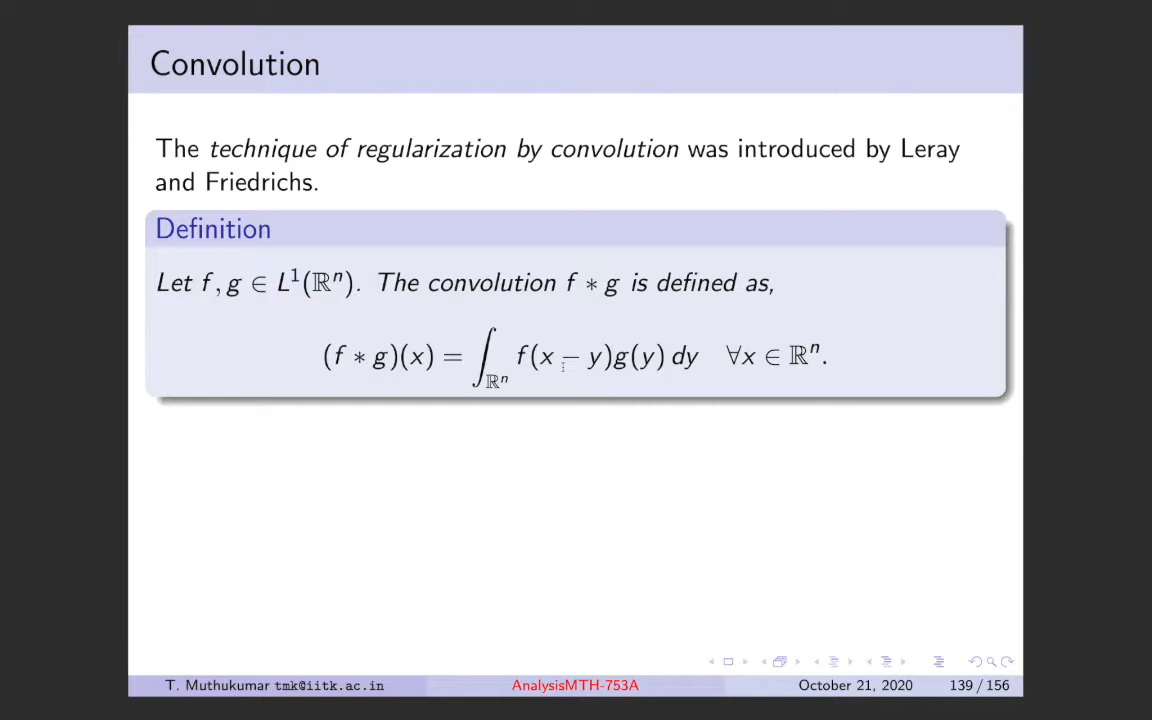 Convolution
The technique of regularization by convolution was introduced by Leray
and Friedrichs.
Definition
Let f, g ∈ L¹(ℝⁿ). The convolution f ∗ g is defined as,
(f ∗ g)(x) = ∫_ℝⁿ f(x − y)g(y) dy ∀x ∈ ℝⁿ.
T. Muthukumar tmk@iitk.ac.in AnalysisMTH-753A October 21, 2020 139 / 156